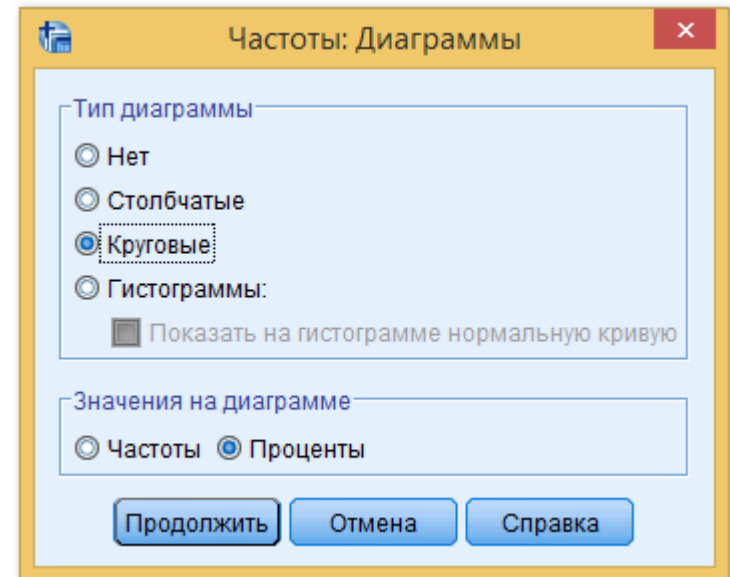 Частоты: Диаграммы
Тип диаграммы
Нет
Столбчатые
Круговые
Гистограммы:
Показать на гистограмме нормальную кривую
Значения на диаграмме
Частоты Проценты
Продолжить Отмена Справка